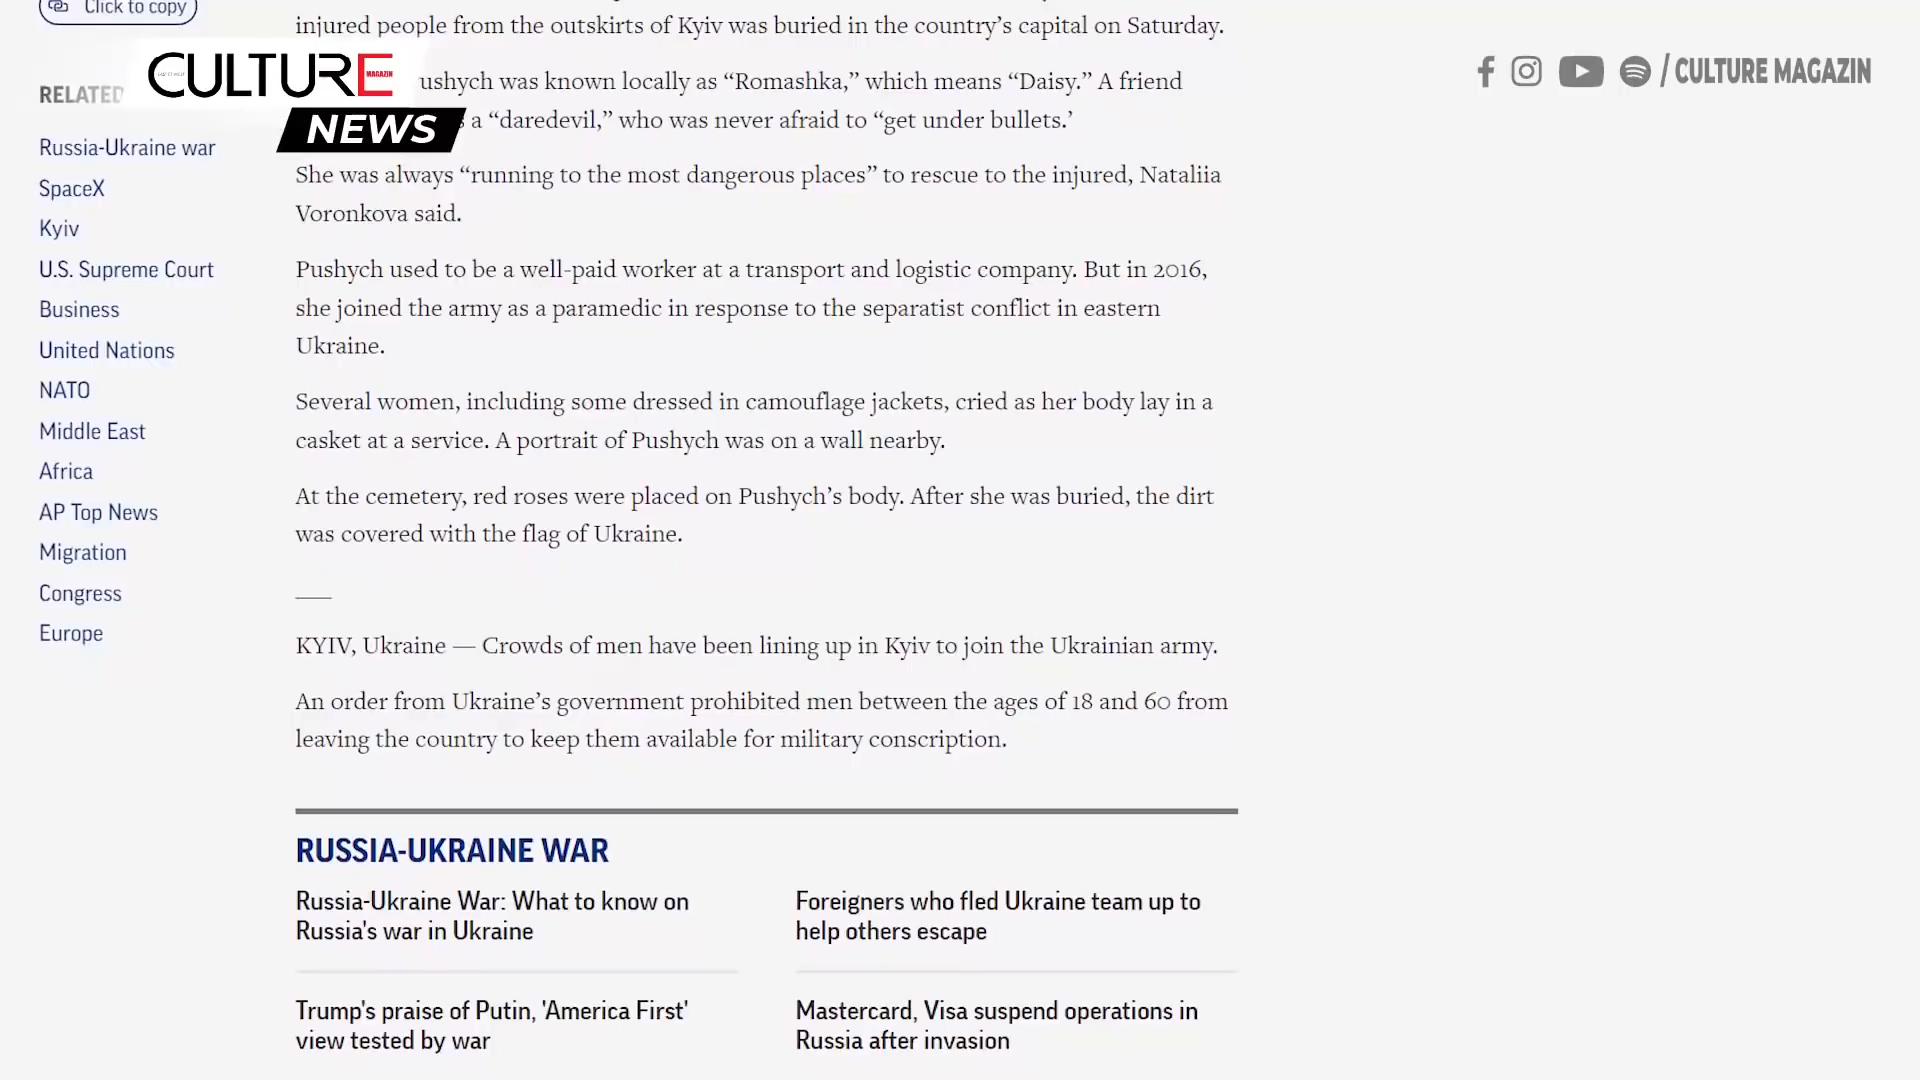 Click to copy
injured people from the outskirts of Kyiv was buried in the country’s capital on Saturday.
CULTURE
MAGAZIN
NEWS
/ CULTURE MAGAZIN
ushych was known locally as “Romashka,” which means “Daisy.” A friend
a “daredevil,” who was never afraid to “get under bullets.’
She was always “running to the most dangerous places” to rescue to the injured, Nataliia
Voronkova said.
Pushych used to be a well-paid worker at a transport and logistic company. But in 2016,
she joined the army as a paramedic in response to the separatist conflict in eastern
Ukraine.
Several women, including some dressed in camouflage jackets, cried as her body lay in a
casket at a service. A portrait of Pushych was on a wall nearby.
At the cemetery, red roses were placed on Pushych’s body. After she was buried, the dirt
was covered with the flag of Ukraine.
KYIV, Ukraine — Crowds of men have been lining up in Kyiv to join the Ukrainian army.
An order from Ukraine’s government prohibited men between the ages of 18 and 60 from
leaving the country to keep them available for military conscription.
RELATED
Russia-Ukraine war
SpaceX
Kyiv
U.S. Supreme Court
Business
United Nations
NATO
Middle East
Africa
AP Top News
Migration
Congress
Europe
RUSSIA-UKRAINE WAR
Russia-Ukraine War: What to know on
Russia's war in Ukraine
Foreigners who fled Ukraine team up to
help others escape
Trump's praise of Putin, 'America First'
view tested by war
Mastercard, Visa suspend operations in
Russia after invasion